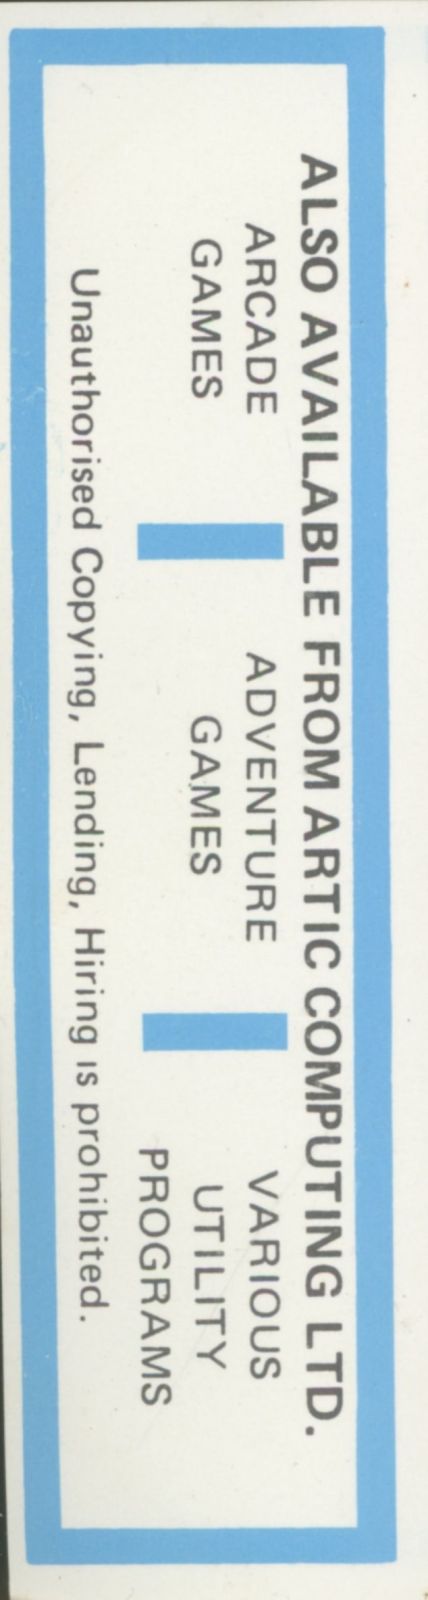 ALSO AVAILABLE FROM ARTIC COMPUTING LTD.
ARCADE
GAMES
ADVENTURE
GAMES
VARIOUS
UTILITY
PROGRAMS
Unauthorised Copying, Lending, Hiring is prohibited.